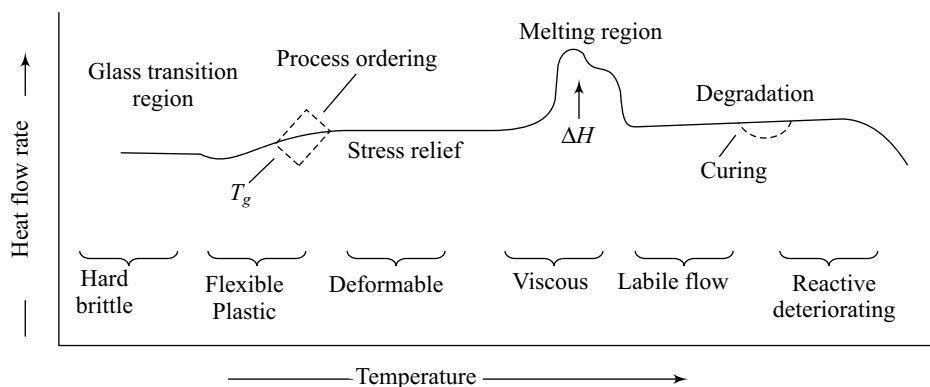 Melting region
Process ordering
Glass transition
region
Degradation
Stress relief
ΔH
Curing
T_g
Heat flow rate
Hard
brittle
Flexible
Plastic
Deformable
Viscous
Labile flow
Reactive
deteriorating
Temperature